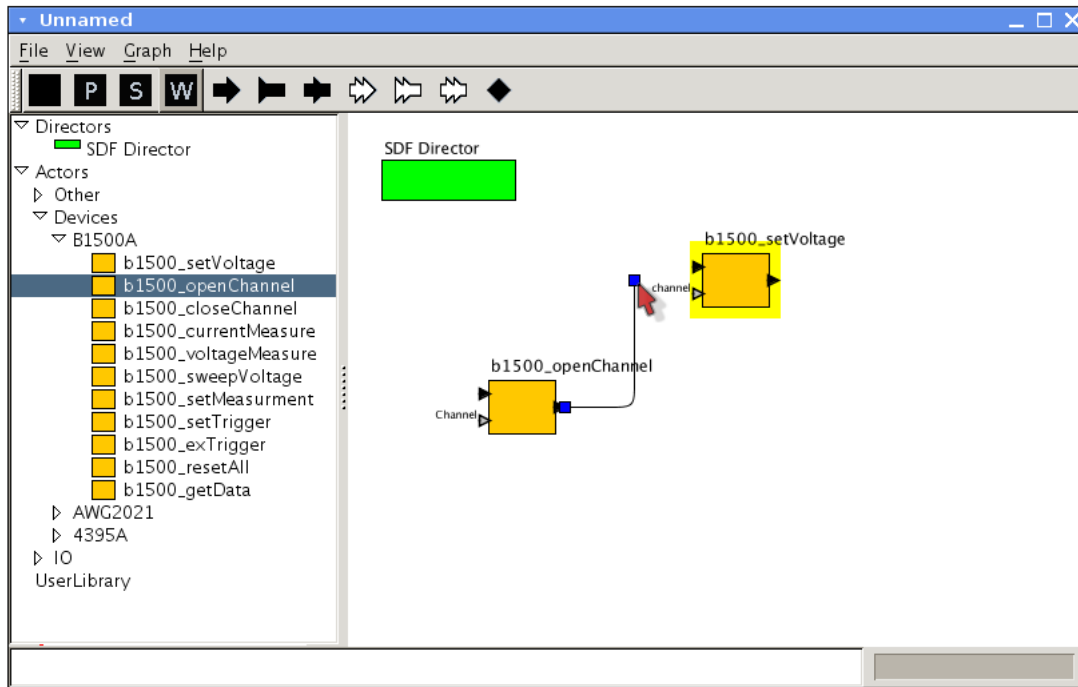 Unnamed
File View Graph Help
P S W
Directors
SDF Director
Actors
Other
Devices
B1500A
b1500_setVoltage
b1500_openChannel
b1500_closeChannel
b1500_currentMeasure
b1500_voltageMeasure
b1500_sweepVoltage
b1500_setMeasurment
b1500_setTrigger
b1500_exTrigger
b1500_resetAll
b1500_getData
AWG2021
4395A
IO
UserLibrary
SDF Director
b1500_setVoltage
channel
b1500_openChannel
Channel